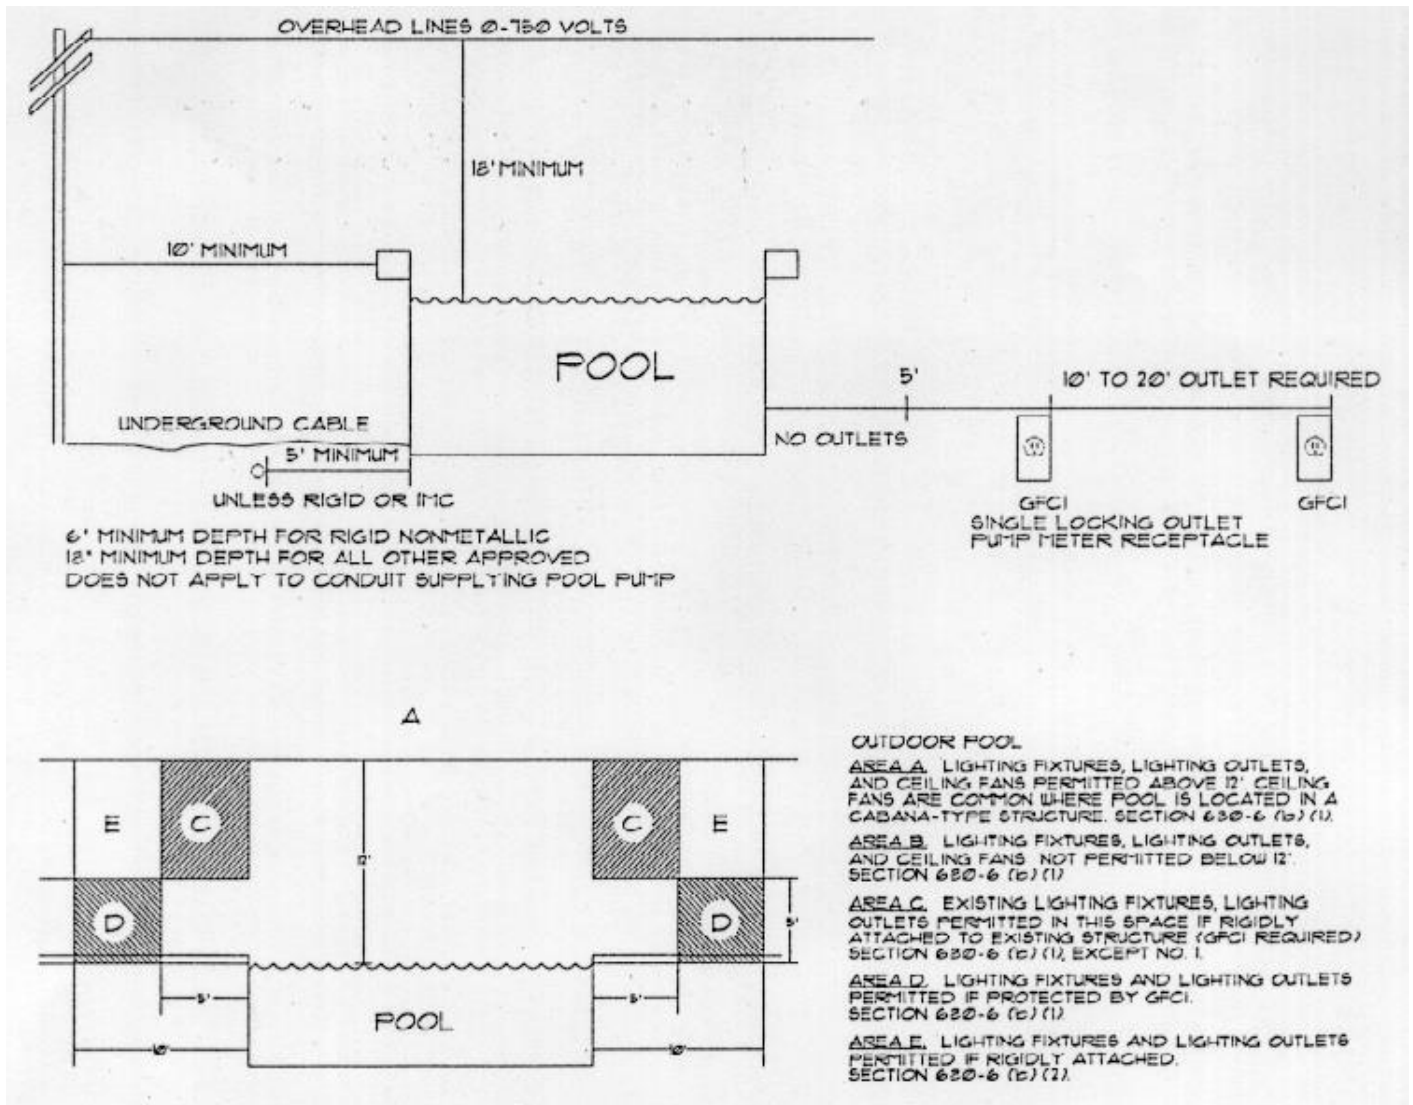 OVERHEAD LINES 0-750 VOLTS
18' MINIMUM
10' MINIMUM
POOL
5'
10' TO 20' OUTLET REQUIRED
UNDERGROUND CABLE
NO OUTLETS
5' MINIMUM
UNLESS RIGID OR IMC
GFCI
GFCI
SINGLE LOCKING OUTLET
PUMP METER RECEPTACLE
6" MINIMUM DEPTH FOR RIGID NONMETALLIC
18" MINIMUM DEPTH FOR ALL OTHER APPROVED
DOES NOT APPLY TO CONDUIT SUPPLYING POOL PUMP
A
E
C
C
E
12'
D
D
5'
5'
5'
POOL
10'
10'
OUTDOOR POOL
AREA A. LIGHTING FIXTURES, LIGHTING OUTLETS,
AND CEILING FANS PERMITTED ABOVE 12' CEILING
FANS ARE COMMON WHERE POOL IS LOCATED IN A
CABANA-TYPE STRUCTURE. SECTION 680-6 (b) (1).
AREA B. LIGHTING FIXTURES, LIGHTING OUTLETS,
AND CEILING FANS NOT PERMITTED BELOW 12'.
SECTION 680-6 (b) (1)
AREA C. EXISTING LIGHTING FIXTURES, LIGHTING
OUTLETS PERMITTED IN THIS SPACE IF RIGIDLY
ATTACHED TO EXISTING STRUCTURE (GFCI REQUIRED)
SECTION 680-6 (b) (1), EXCEPT NO. 1.
AREA D. LIGHTING FIXTURES AND LIGHTING OUTLETS
PERMITTED IF PROTECTED BY GFCI.
SECTION 680-6 (b) (1)
AREA E. LIGHTING FIXTURES AND LIGHTING OUTLETS
PERMITTED IF RIGIDLY ATTACHED.
SECTION 680-6 (b) (2).